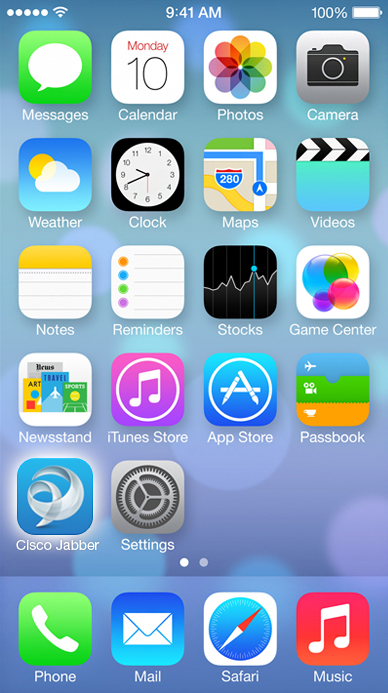 9:41 AM 100%
Monday
10
Messages Calendar Photos Camera
12
280
Weather Clock Maps Videos
Notes Reminders Stocks Game Center
News
ART TRAVEL SPORTS
Newsstand iTunes Store App Store Passbook
CIsco Jabber Settings
Phone Mail Safari Music